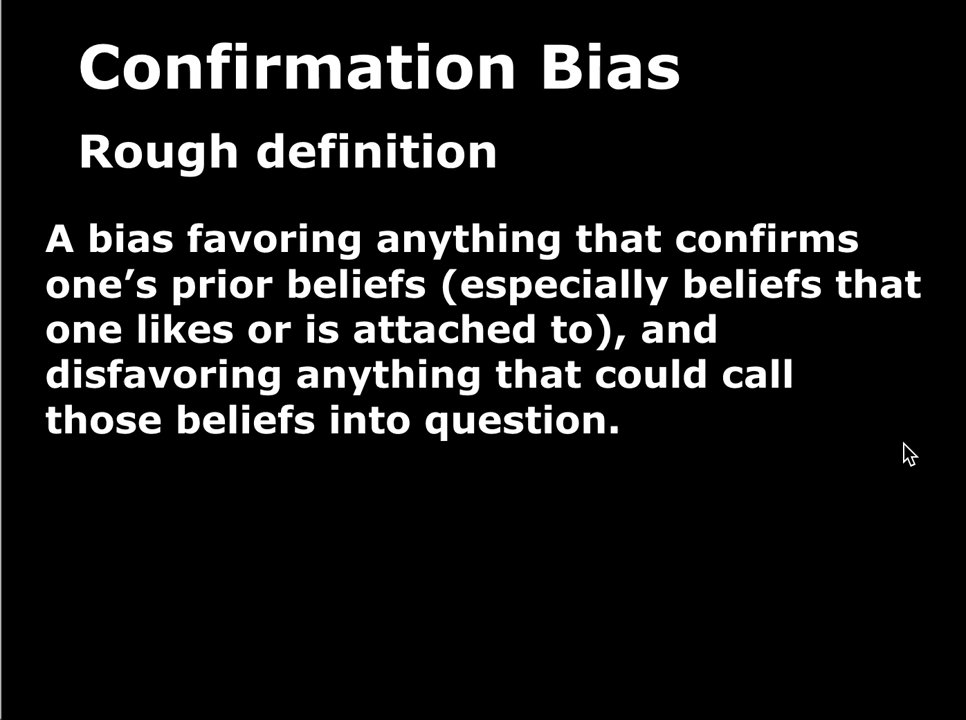 Confirmation Bias
Rough definition
A bias favoring anything that confirms
one’s prior beliefs (especially beliefs that
one likes or is attached to), and
disfavoring anything that could call
those beliefs into question.